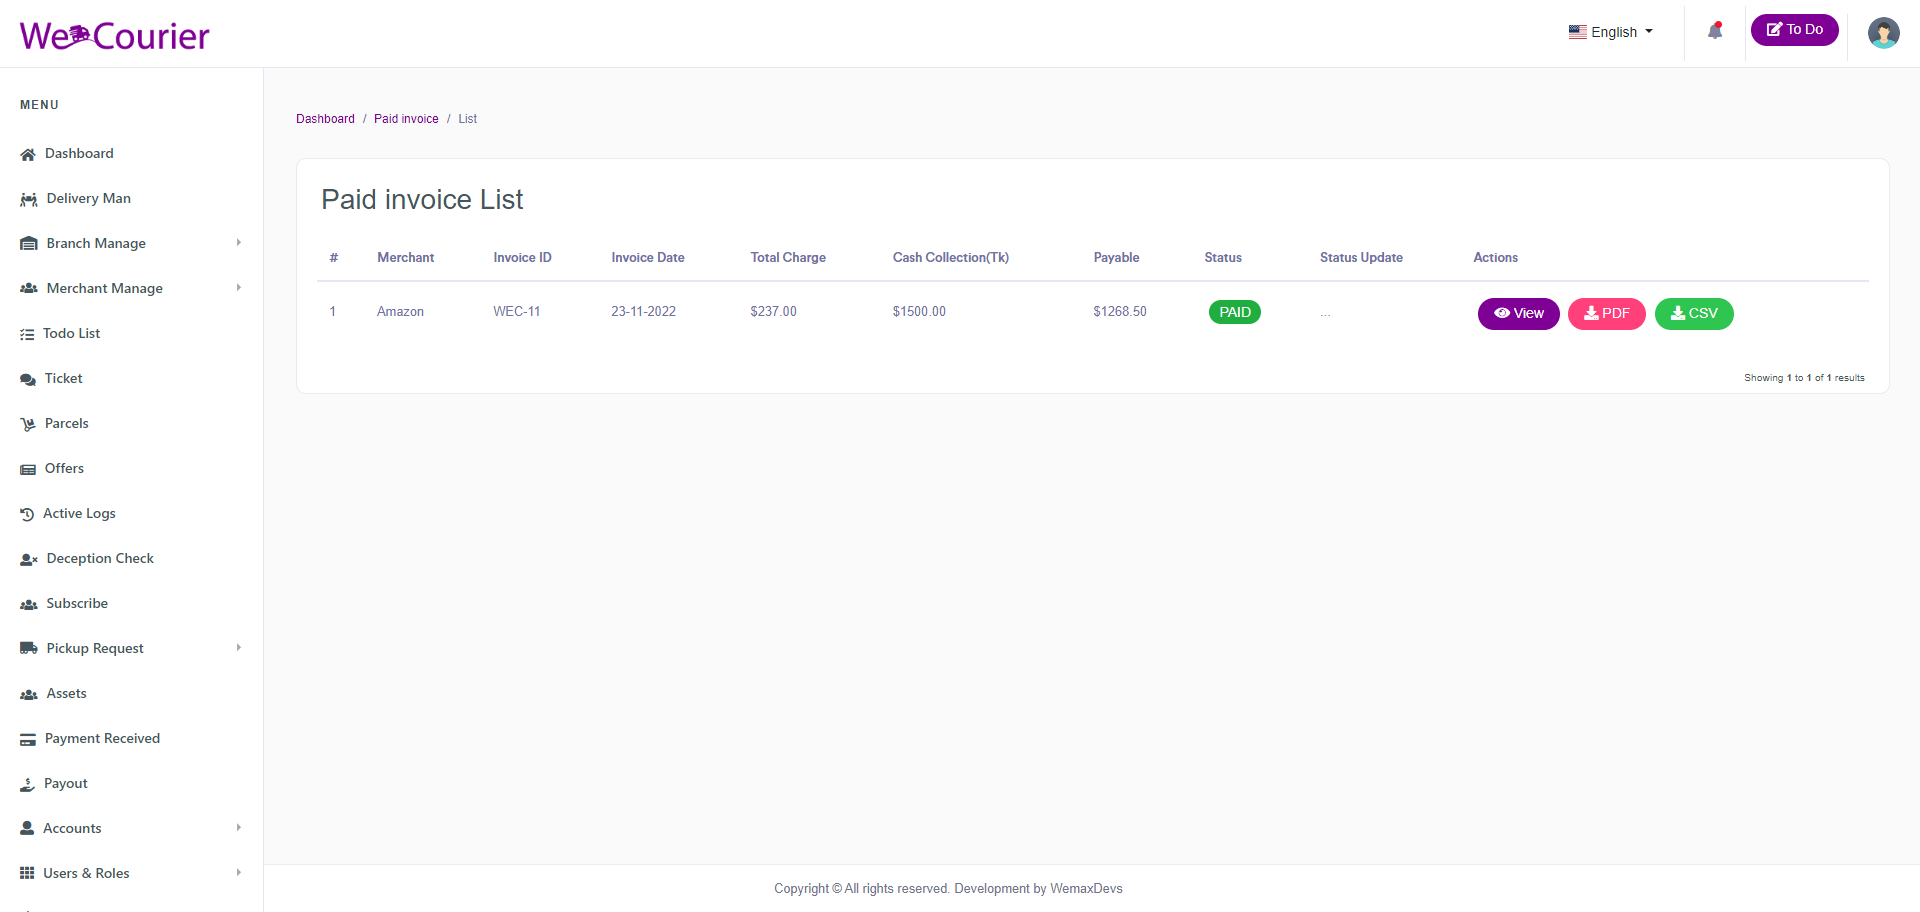 We Courier
English
To Do
MENU
Dashboard
Delivery Man
Branch Manage
Merchant Manage
Todo List
Ticket
Parcels
Offers
Active Logs
Deception Check
Subscribe
Pickup Request
Assets
Payment Received
Payout
Accounts
Users & Roles
Dashboard / Paid invoice / List
Paid invoice List
# Merchant Invoice ID Invoice Date Total Charge Cash Collection(Tk) Payable Status Status Update Actions
1 Amazon WEC-11 23-11-2022 $237.00 $1500.00 $1268.50 PAID ... View PDF CSV
Showing 1 to 1 of 1 results
Copyright © All rights reserved. Development by WemaxDevs